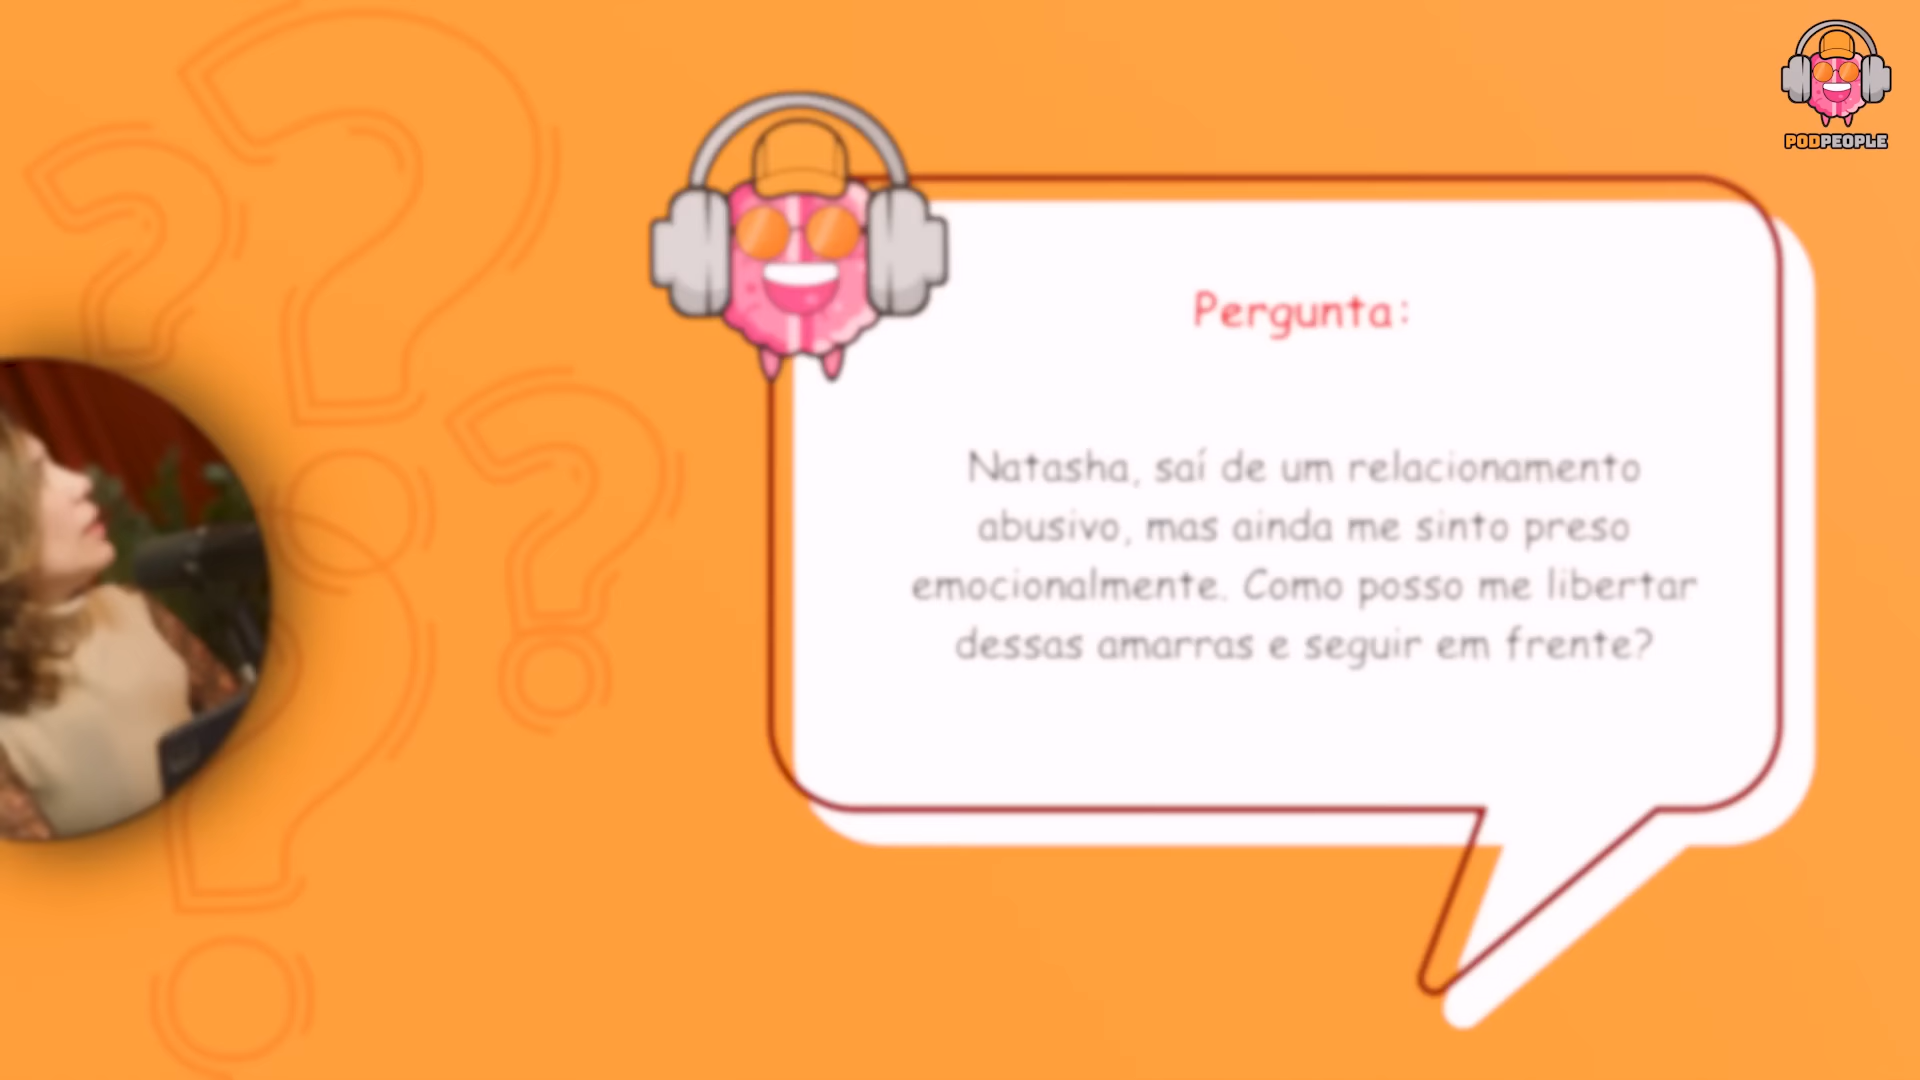 PODPEOPLE
Pergunta:
Natasha, saí de um relacionamento
abusivo, mas ainda me sinto preso
emocionalmente. Como posso me libertar
dessas amarras e seguir em frente?